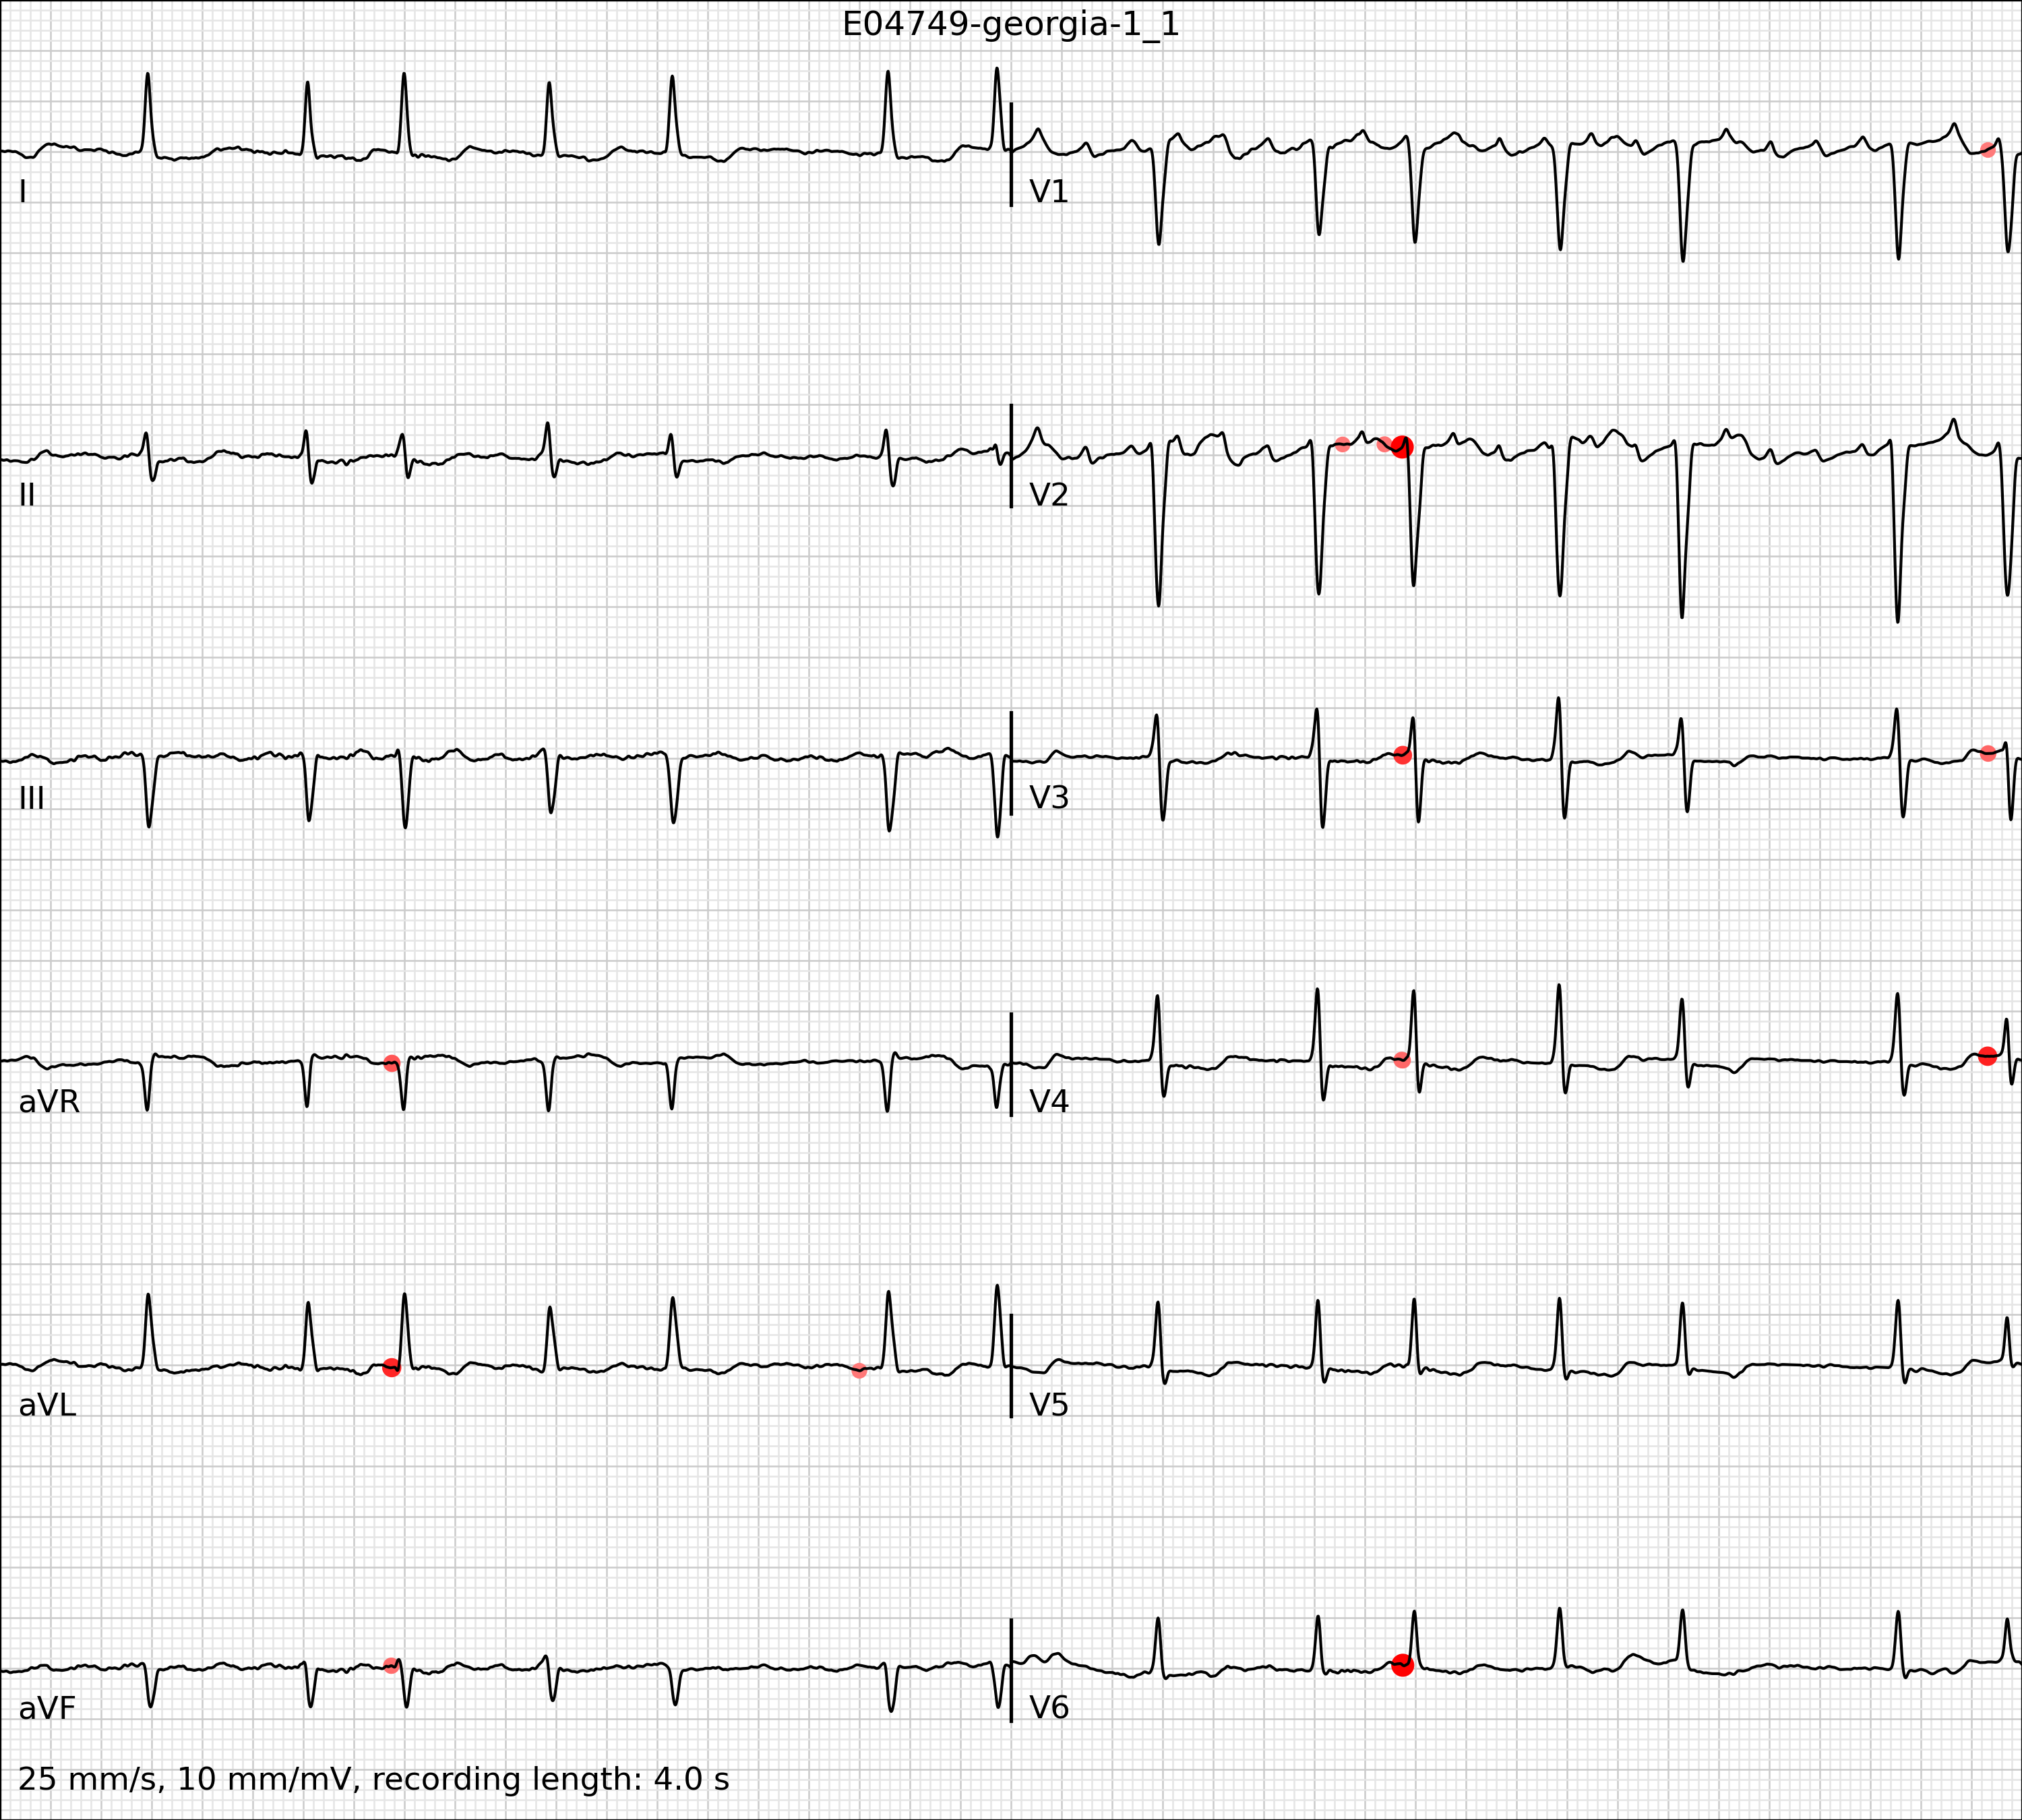 E04749-georgia-1_1
I
V1
II
V2
III
V3
aVR
V4
aVL
V5
aVF
V6
25 mm/s, 10 mm/mV, recording length: 4.0 s